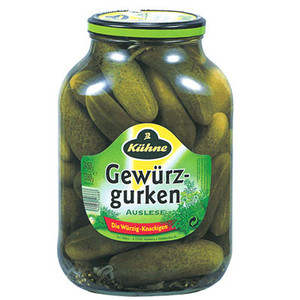 Kühne
Gewürz-
gurken
AUSLESE
Die Würzig-Knackigen